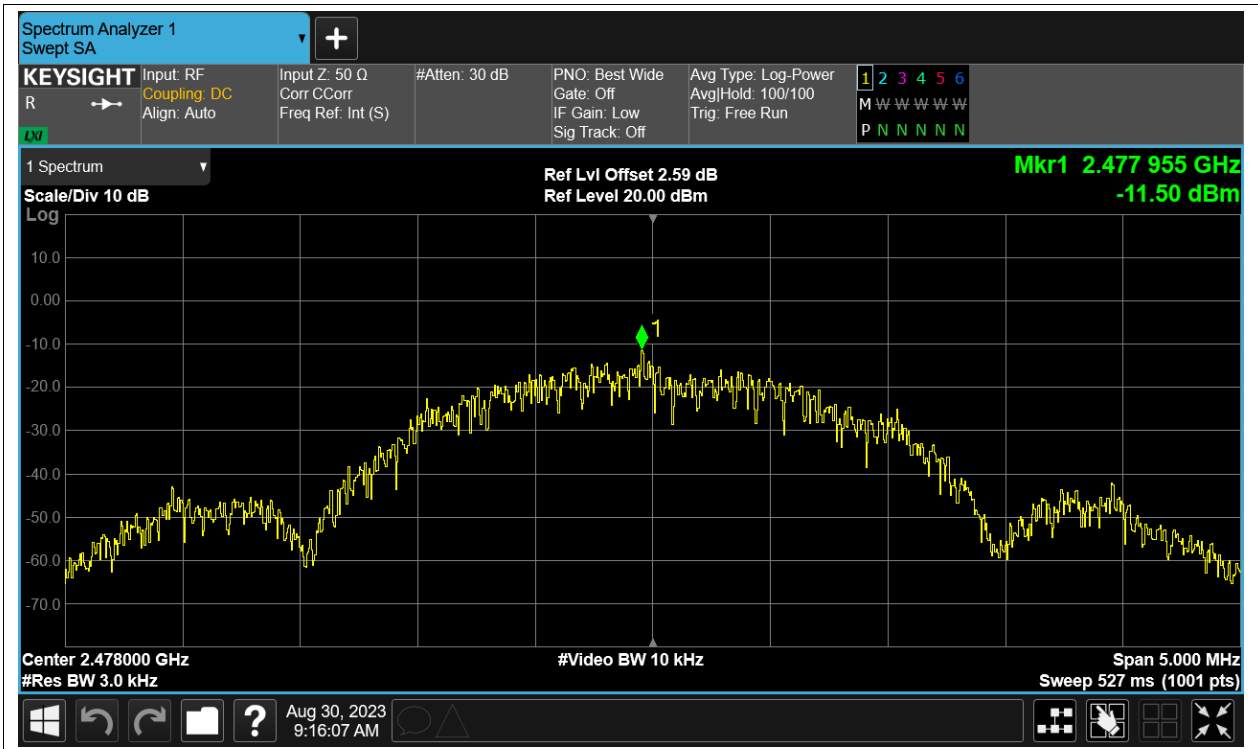 Spectrum Analyzer 1
Swept SA
KEYSIGHT
R
LXI
Input: RF
Coupling: DC
Align: Auto
Input Z: 50 Ω
Corr CCorr
Freq Ref: Int (S)
#Atten: 30 dB
PNO: Best Wide
Gate: Off
IF Gain: Low
Sig Track: Off
Avg Type: Log-Power
Avg|Hold: 100/100
Trig: Free Run
1 2 3 4 5 6
M W W W W W
P N N N N N
1 Spectrum
Scale/Div 10 dB
Ref Lvl Offset 2.59 dB
Ref Level 20.00 dBm
Mkr1 2.477 955 GHz
-11.50 dBm
Log
10.0
0.00
-10.0
-20.0
-30.0
-40.0
-50.0
-60.0
-70.0
1
Center 2.478000 GHz
#Res BW 3.0 kHz
#Video BW 10 kHz
Span 5.000 MHz
Sweep 527 ms (1001 pts)
?
Aug 30, 2023
9:16:07 AM